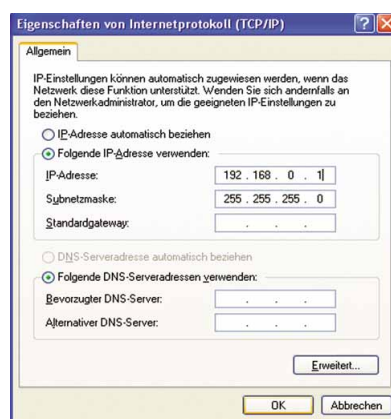 Eigenschaften von Internetprotokoll (TCP/IP)
Allgemein
IP-Einstellungen können automatisch zugewiesen werden, wenn das
Netzwerk diese Funktion unterstützt. Wenden Sie sich andernfalls an
den Netzwerkadministrator, um die geeigneten IP-Einstellungen zu
beziehen.
IP-Adresse automatisch beziehen
Folgende IP-Adresse verwenden:
IP-Adresse: 192 . 168 . 0 . 1
Subnetzmaske: 255 . 255 . 255 . 0
Standardgateway: . . .
DNS-Serveradresse automatisch beziehen
Folgende DNS-Serveradressen verwenden:
Bevorzugter DNS-Server: . . .
Alternativer DNS-Server: . . .
Erweitert...
OK Abbrechen